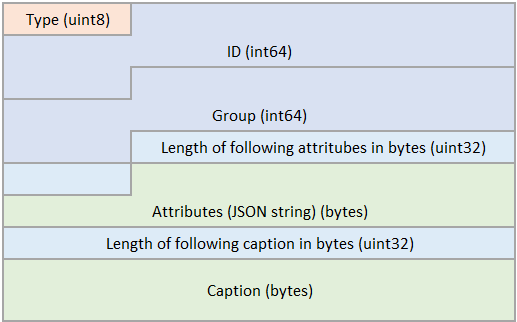 Type (uint8)
ID (int64)
Group (int64)
Length of following attritubes in bytes (uint32)
Attributes (JSON string) (bytes)
Length of following caption in bytes (uint32)
Caption (bytes)